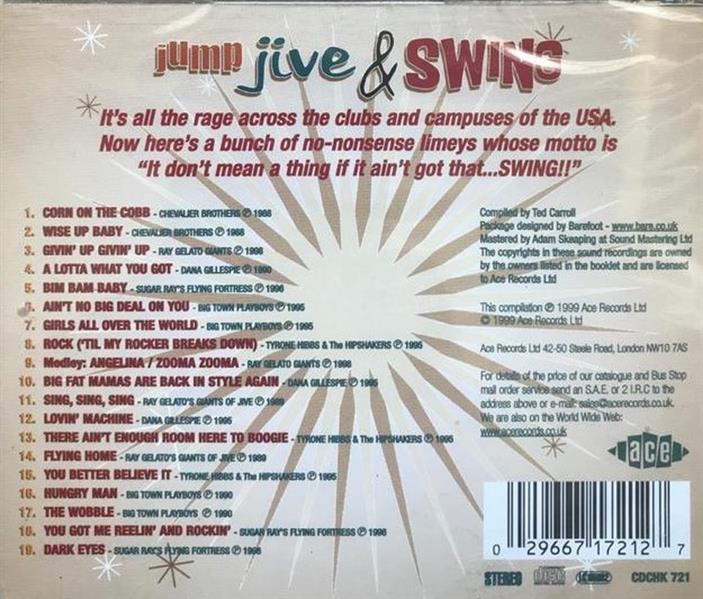 jump jive & SWING
It's all the rage across the clubs and campuses of the USA.
Now here's a bunch of no-nonsense limeys whose motto is
"It don't mean a thing if it ain't got that...SWING!!"
1. CORN ON THE COBB - CHEVALIER BROTHERS ℗ 1988
2. WISE UP BABY - CHEVALIER BROTHERS ℗ 1988
3. GIVIN' UP GIVIN' UP - RAY GELATO GIANTS ℗ 1998
4. A LOTTA WHAT YOU GOT - DANA GILLESPIE ℗ 1990
5. BIM BAM BABY - SUGAR RAY'S FLYING FORTRESS ℗ 1996
6. AIN'T NO BIG DEAL ON YOU - BIG TOWN PLAYBOYS ℗ 1995
7. GIRLS ALL OVER THE WORLD - BIG TOWN PLAYBOYS ℗ 1995
8. ROCK ('TIL MY ROCKER BREAKS DOWN) - TYRONE HIBBS & The HIPSHAKERS ℗ 1995
9. Medley: ANGELINA / ZOOMA ZOOMA - RAY GELATO GIANTS ℗ 1998
10. BIG FAT MAMAS ARE BACK IN STYLE AGAIN - DANA GILLESPIE ℗ 1995
11. SING, SING, SING - RAY GELATO'S GIANTS OF JIVE ℗ 1989
12. LOVIN' MACHINE - DANA GILLESPIE ℗ 1995
13. THERE AIN'T ENOUGH ROOM HERE TO BOOGIE - TYRONE HIBBS & The HIPSHAKERS ℗ 1995
14. FLYING HOME - RAY GELATO'S GIANTS OF JIVE ℗ 1989
15. YOU BETTER BELIEVE IT - TYRONE HIBBS & The HIPSHAKERS ℗ 1995
16. HUNGRY MAN - BIG TOWN PLAYBOYS ℗ 1990
17. THE WOBBLE - BIG TOWN PLAYBOYS ℗ 1990
18. YOU GOT ME REELIN' AND ROCKIN' - SUGAR RAY'S FLYING FORTRESS ℗ 1996
19. DARK EYES - SUGAR RAY'S FLYING FORTRESS ℗ 1996
Compiled by Ted Carroll
Package designed by Barefoot - www.bare.co.uk
Mastered by Adam Skeaping at Sound Mastering Ltd
The copyrights in these sound recordings are owned
by the owners listed in the booklet and are licensed
to Ace Records Ltd
This compilation ℗ 1999 Ace Records Ltd
© 1999 Ace Records Ltd
Ace Records Ltd 42-50 Steele Road, London NW10 7AS
For details of the price of our catalogue and Bus Stop
mail order service send an S.A.E. or 2 I.R.C to the
address above or e-mail: sales@acerecords.co.uk.
We are also on the World Wide Web:
www.acerecords.co.uk
ace
0 29667 17212 7
STEREO
CDCHK 721